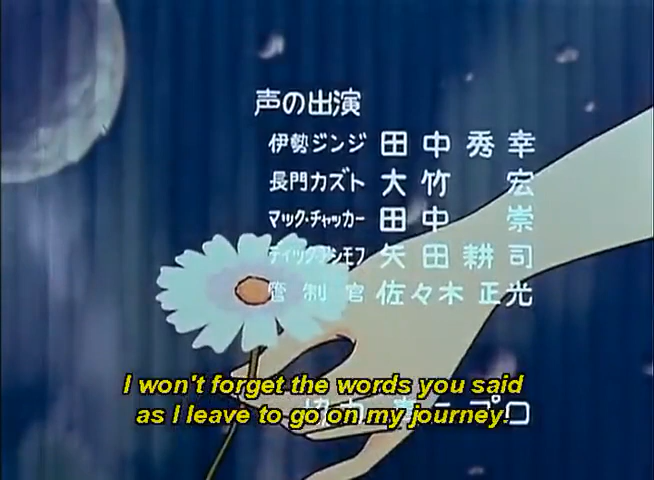 声の出演
伊勢ジンジ 田中秀幸
長門カズト 大竹 宏
マック・チャッカー 田中 崇
矢田耕司
管制官 佐々木正光
I won't forget the words you said
as I leave to go on my journey.